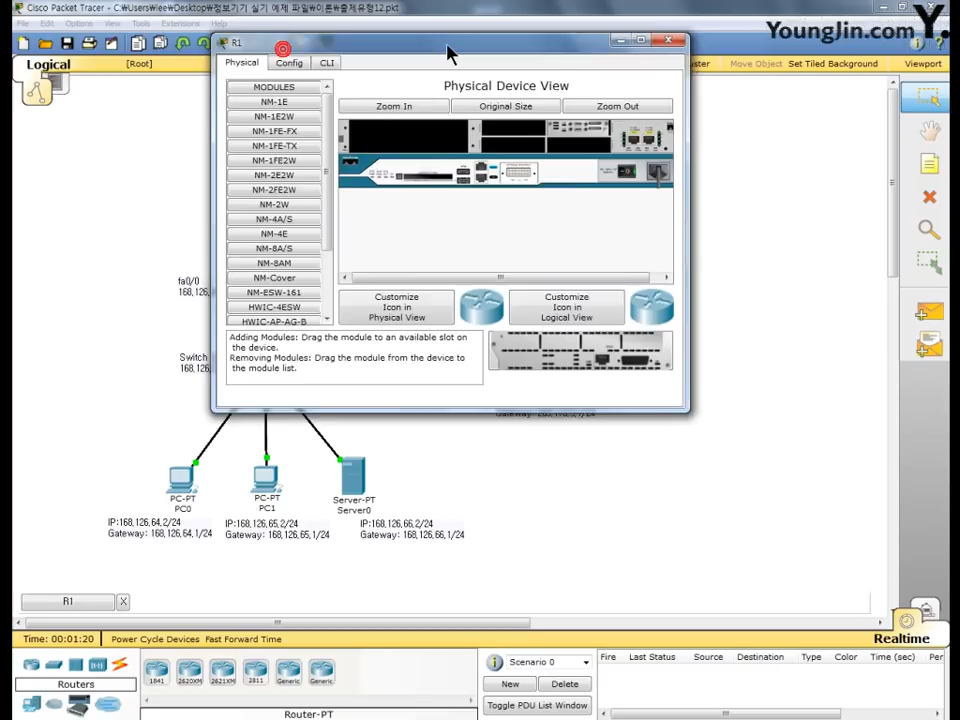 Cisco Packet Tracer - C:\Users\lee\Desktop\정보기기 실기 예제 파일\이론\출제유형12.pkt
File Edit Options View Tools Extensions Help
YoungJin.com Y.
Logical
[Root]
Move Object Set Tiled Background Viewport
R1
Physical Config CLI
MODULES
NM-1E
NM-1E2W
NM-1FE-FX
NM-1FE-TX
NM-1FE2W
NM-2E2W
NM-2FE2W
NM-2W
NM-4A/S
NM-4E
NM-8A/S
NM-8AM
NM-Cover
NM-ESW-161
HWIC-4ESW
HWIC-AP-AG-B
Physical Device View
Zoom In Original Size Zoom Out
Customize
Icon in
Physical View
Customize
Icon in
Logical View
Adding Modules: Drag the module to an available slot on
the device.
Removing Modules: Drag the module from the device to
the module list.
fa0/0
168,126,
Switch
168,126,
PC-PT
PC0
PC-PT
PC1
Server-PT
Server0
IP:168,126,64,2/24
Gateway: 168,126,64,1/24
IP:168,126,65,2/24
Gateway: 168,126,65,1/24
IP:168,126,66,2/24
Gateway: 168,126,66,1/24
R1 X
Time: 00:01:20 Power Cycle Devices Fast Forward Time
Realtime
Routers
1841 2620XM 2621XM 2811 Generic Generic
Router-PT
Scenario 0
New Delete
Toggle PDU List Window
Fire Last Status Source Destination Type Color Time (sec) Per